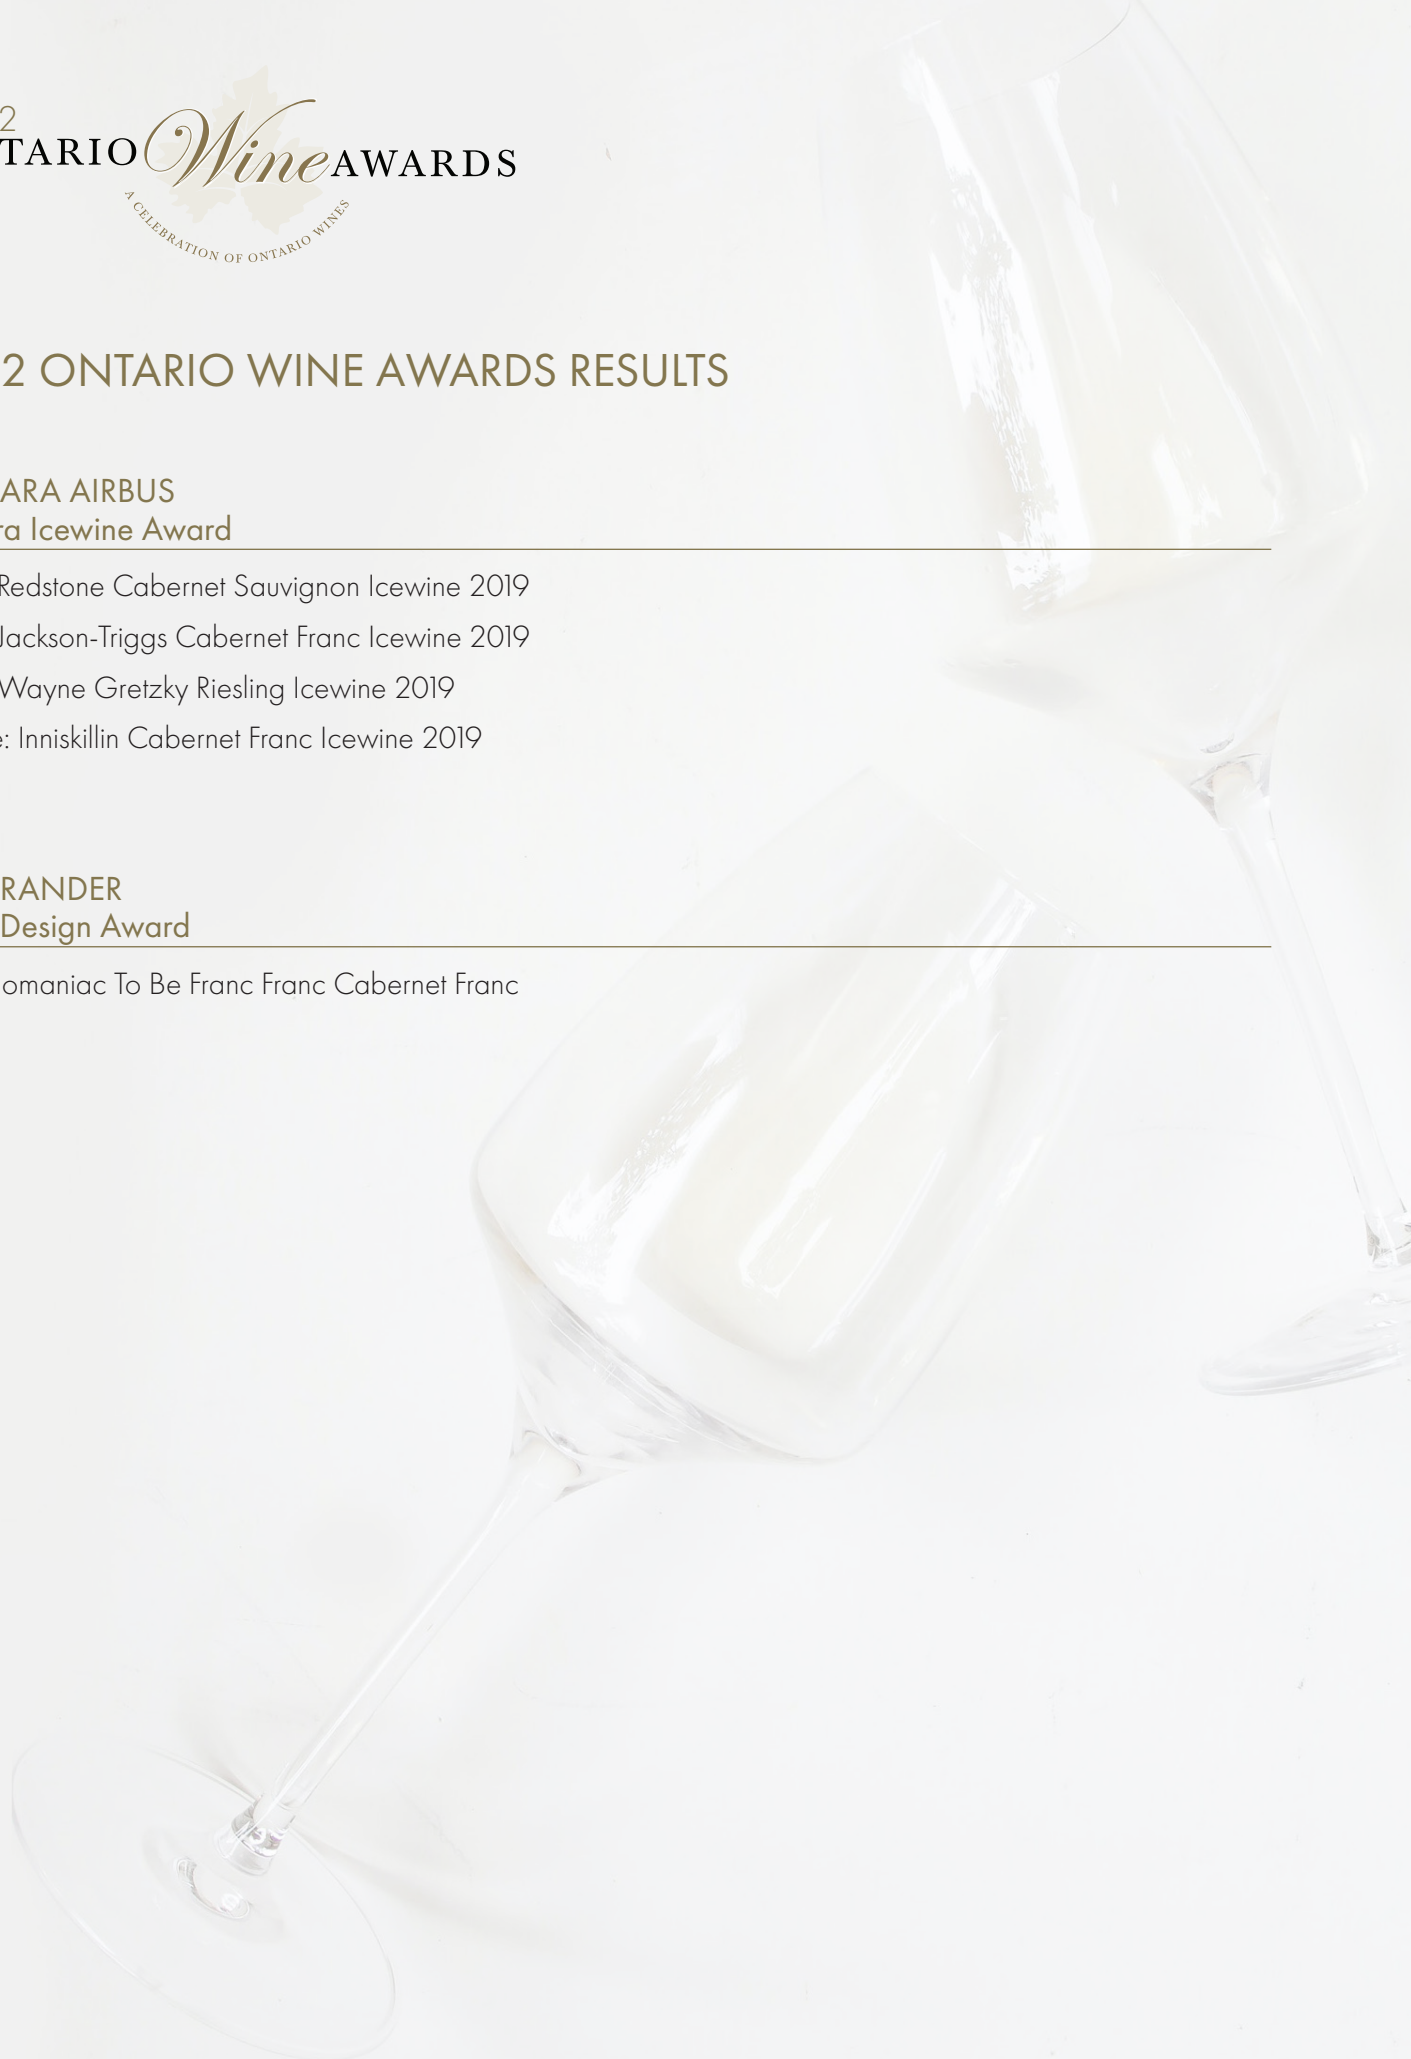 2
TARIO Wine AWARDS
A CELEBRATION OF ONTARIO WINES
2 ONTARIO WINE AWARDS RESULTS
ARA AIRBUS
ra Icewine Award
Redstone Cabernet Sauvignon Icewine 2019
Jackson-Triggs Cabernet Franc Icewine 2019
Wayne Gretzky Riesling Icewine 2019
e: Inniskillin Cabernet Franc Icewine 2019
RANDER
Design Award
omaniac To Be Franc Franc Cabernet Franc